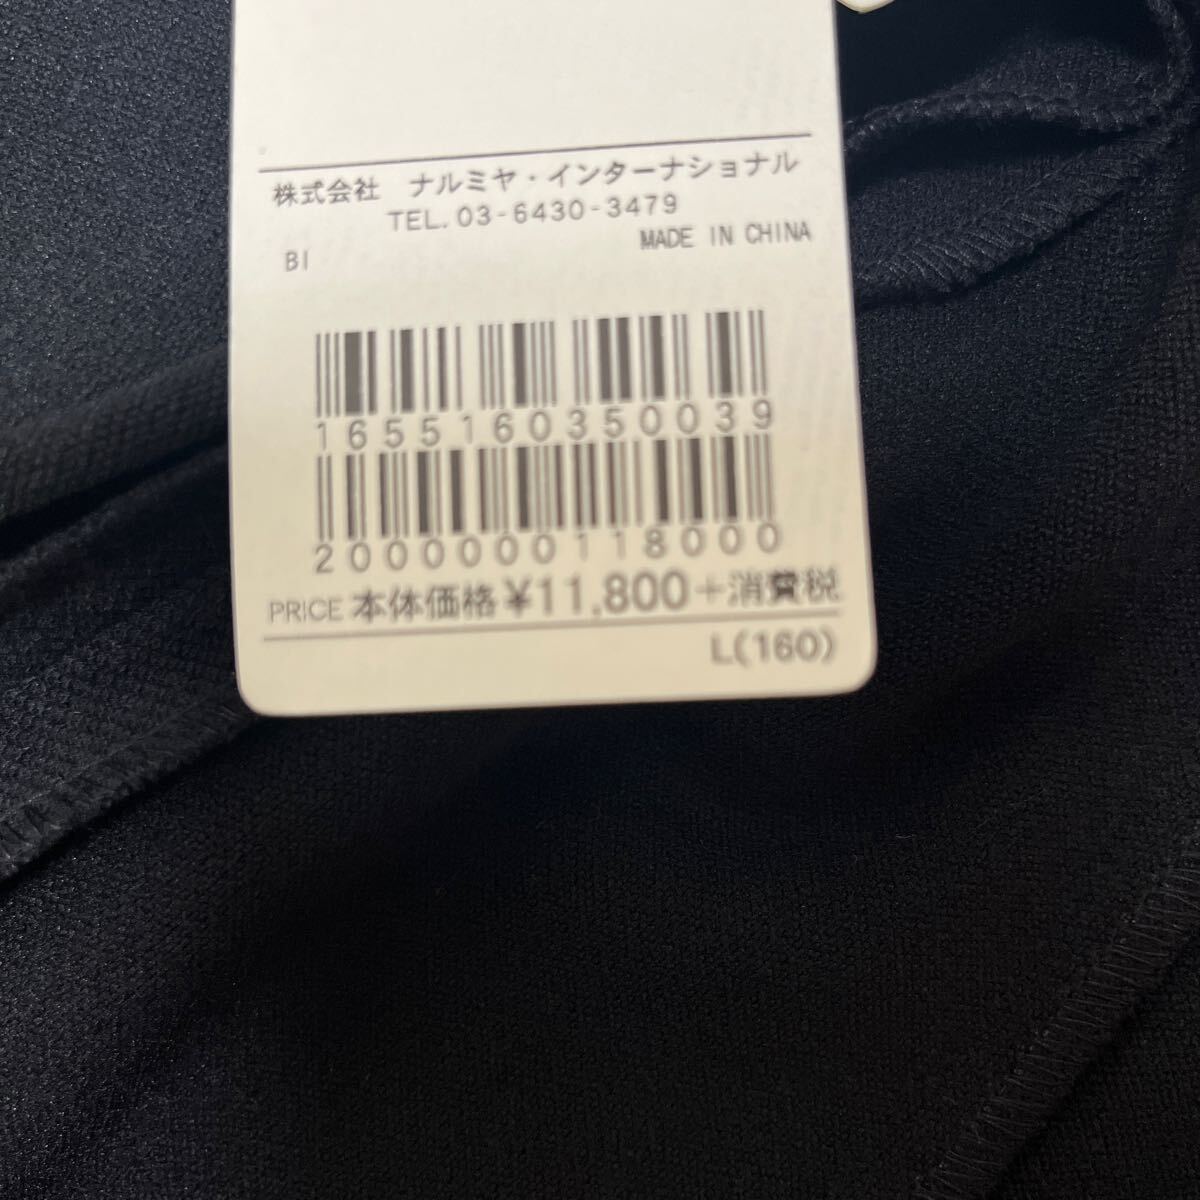 株式会社　ナルミヤ・インターナショナル
TEL. 03-6430-3479
BI MADE IN CHINA
1655160350039
2000000118000
PRICE 本体価格¥11,800+消費税
L(160)